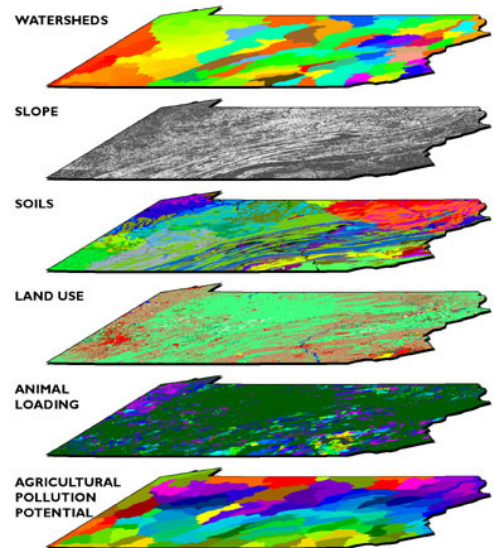 WATERSHEDS
SLOPE
SOILS
LAND USE
ANIMAL
LOADING
AGRICULTURAL
POLLUTION
POTENTIAL